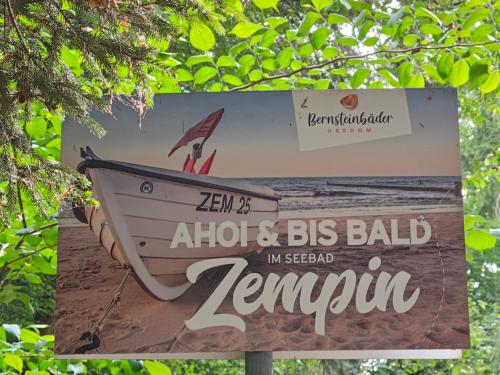 Bernsteinbäder
USEDOM
ZEM 25
AHOI & BIS BALD
IM SEEBAD
Zempin